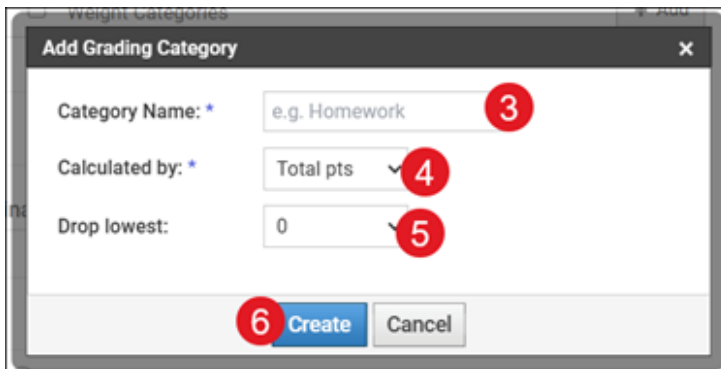 Weight Categories
Add
Add Grading Category ×
Category Name: * e.g. Homework 3
Calculated by: * Total pts 4
Drop lowest: 0 5
6 Create Cancel